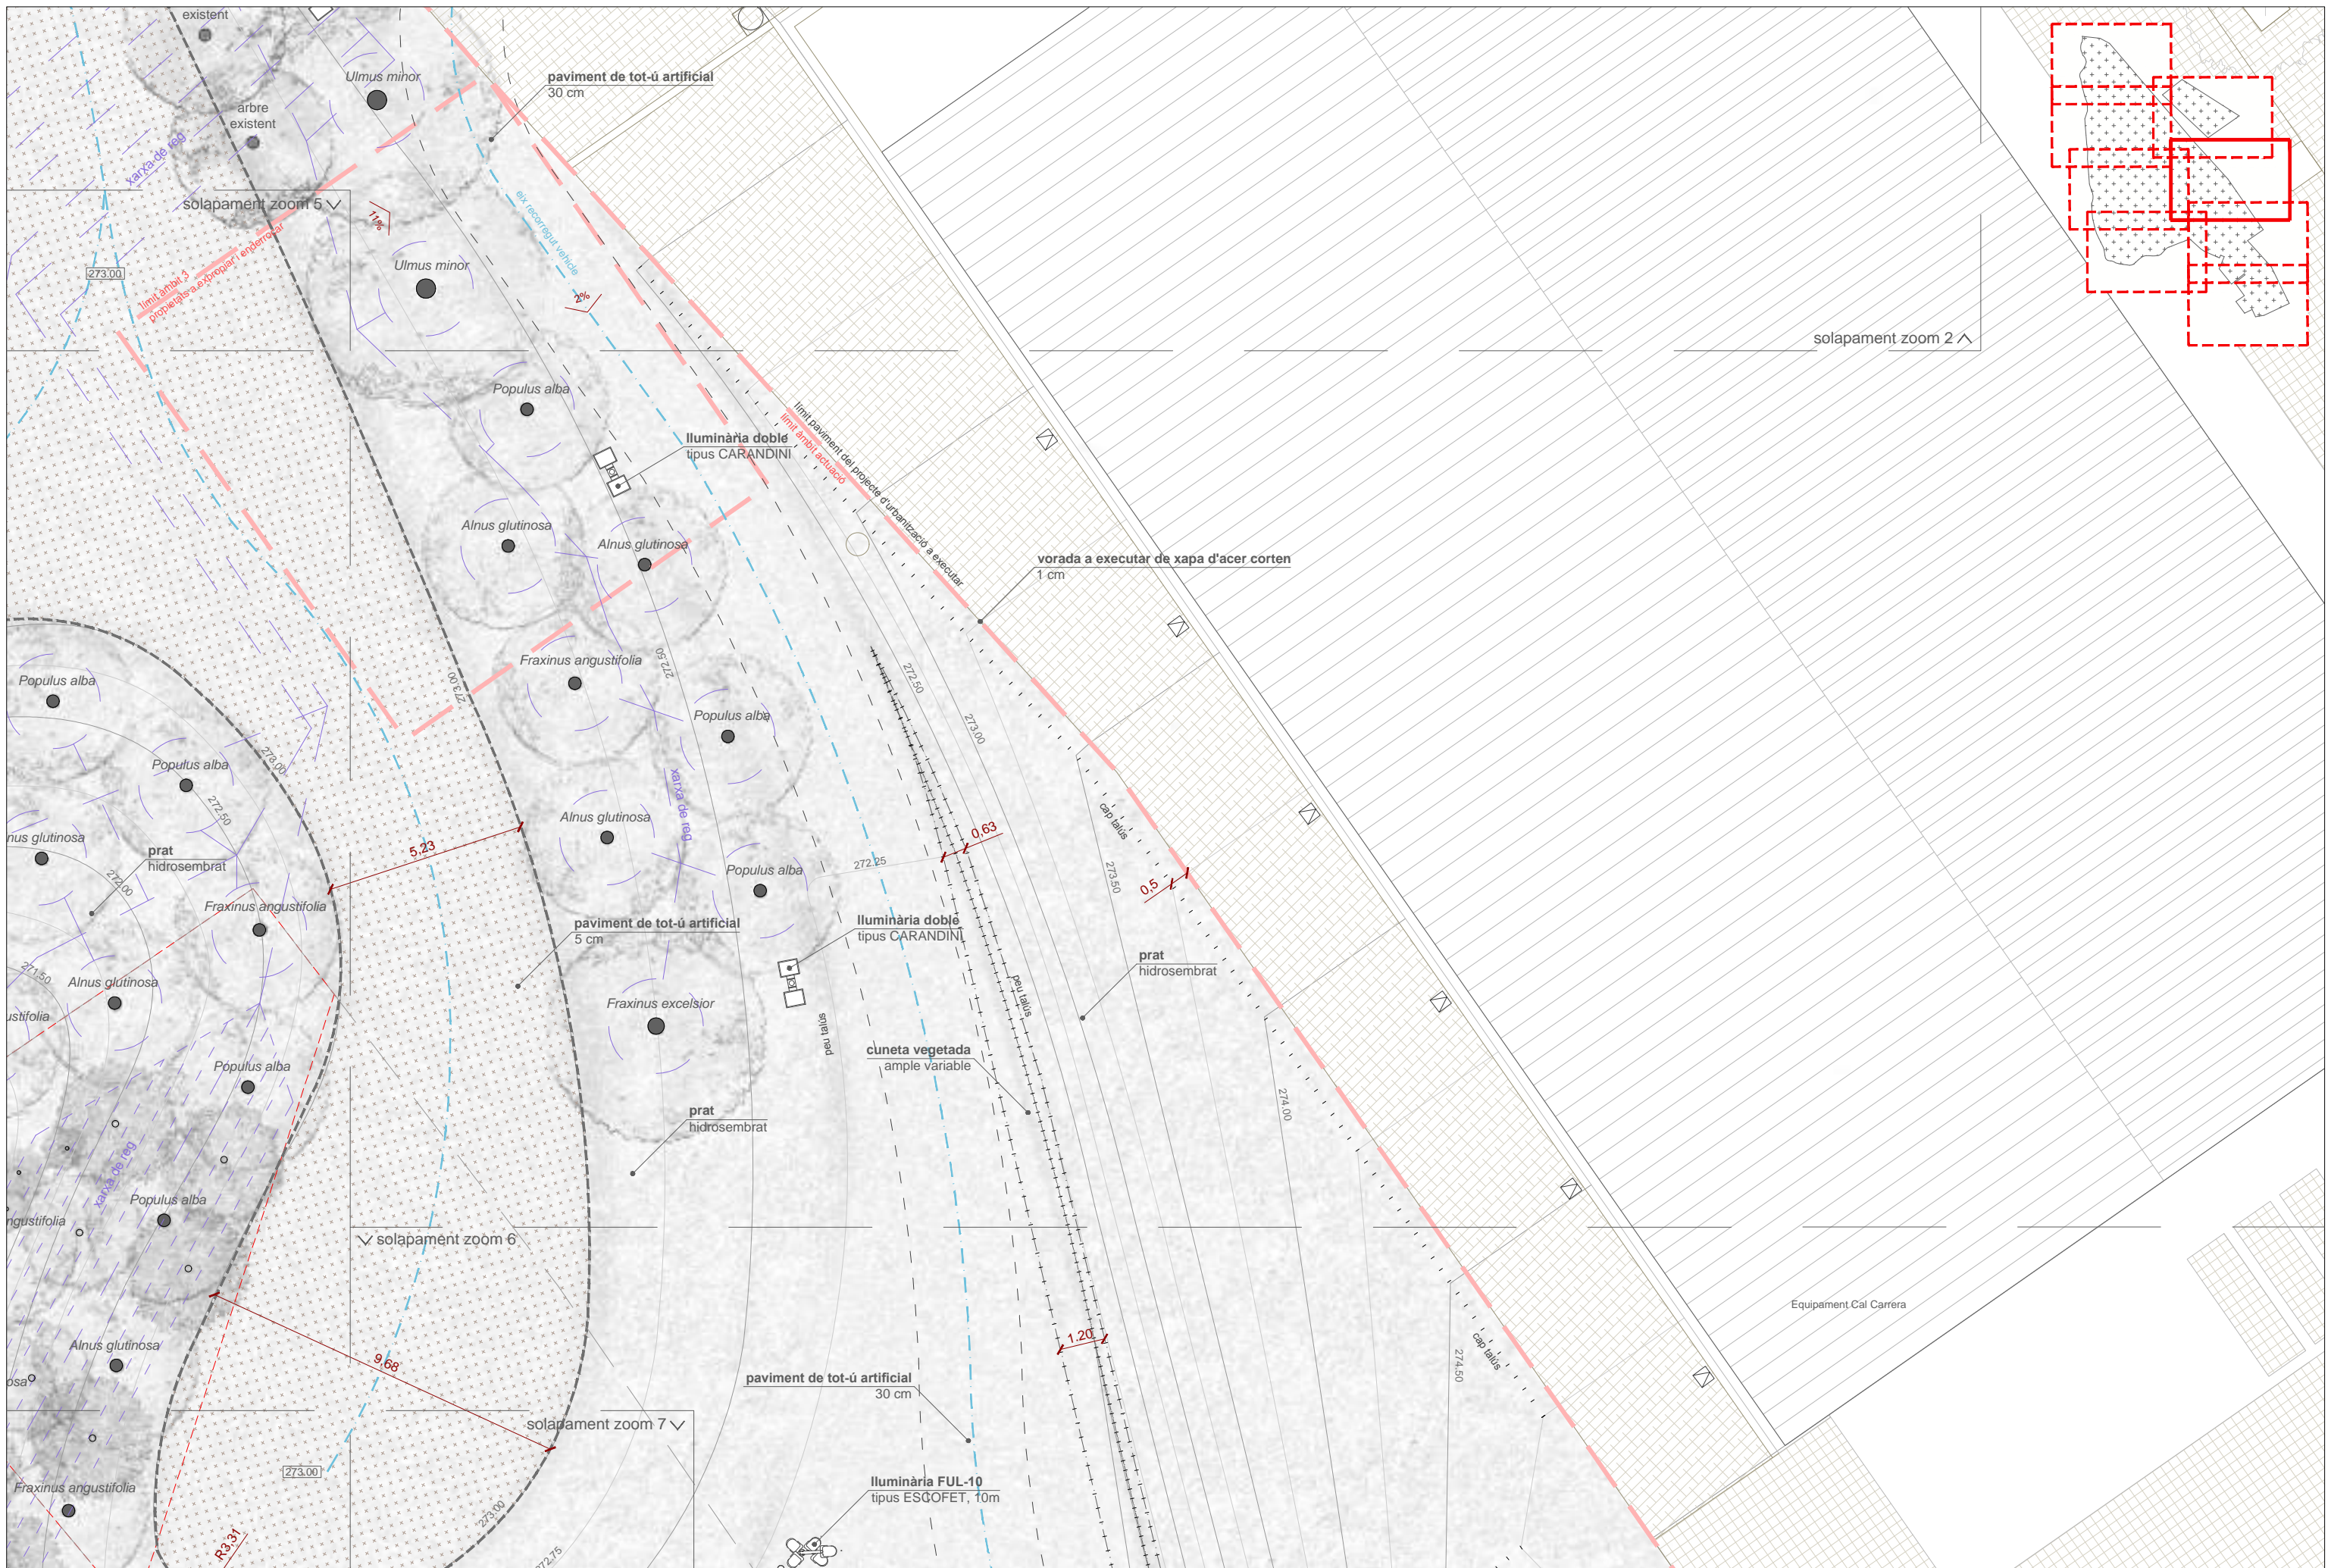 existent
Ulmus minor
paviment de tot-ú artificial
30 cm
arbre
existent
xarxa de reg
solapament zoom 5
11%
eix recorregut vehicle
límit àmbit 3
propietats a expropiar i enderrocar
273.00
Ulmus minor
2%
solapament zoom 2
Populus alba
límit paviment del projecte d'urbanització a executar
límit àmbit actuació
lluminària doble
tipus CARANDINI
Alnus glutinosa
Alnus glutinosa
vorada a executar de xapa d'acer corten
1 cm
Fraxinus angustifolia
272.50
273.00
272.50
Populus alba
Populus alba
273.00
Populus alba
273.00
xarxa de reg
272.50
cap talús
Alnus glutinosa
0,63
nus glutinosa
5,23
prat
hidrosembrat
272.25
Populus alba
273.50
0,5
272.00
Fraxinus angustifolia
paviment de tot-ú artificial
5 cm
lluminària doble
tipus CARANDINI
prat
hidrosembrat
271.50
Alnus glutinosa
peu talús
Fraxinus excelsior
ustifolia
peu talús
cuneta vegetada
ample variable
Populus alba
274.00
prat
hidrosembrat
xarxa de reg
Populus alba
ngustifolia
solapament zoom 6
Equipament Cal Carrera
1.20
cap talús
Alnus glutinosa
9,68
274.50
osa
paviment de tot-ú artificial
30 cm
solapament zoom 7
273.00
lluminària FUL-10
tipus ESCOFET, 10m
Fraxinus angustifolia
273.00
R3,31
272.75